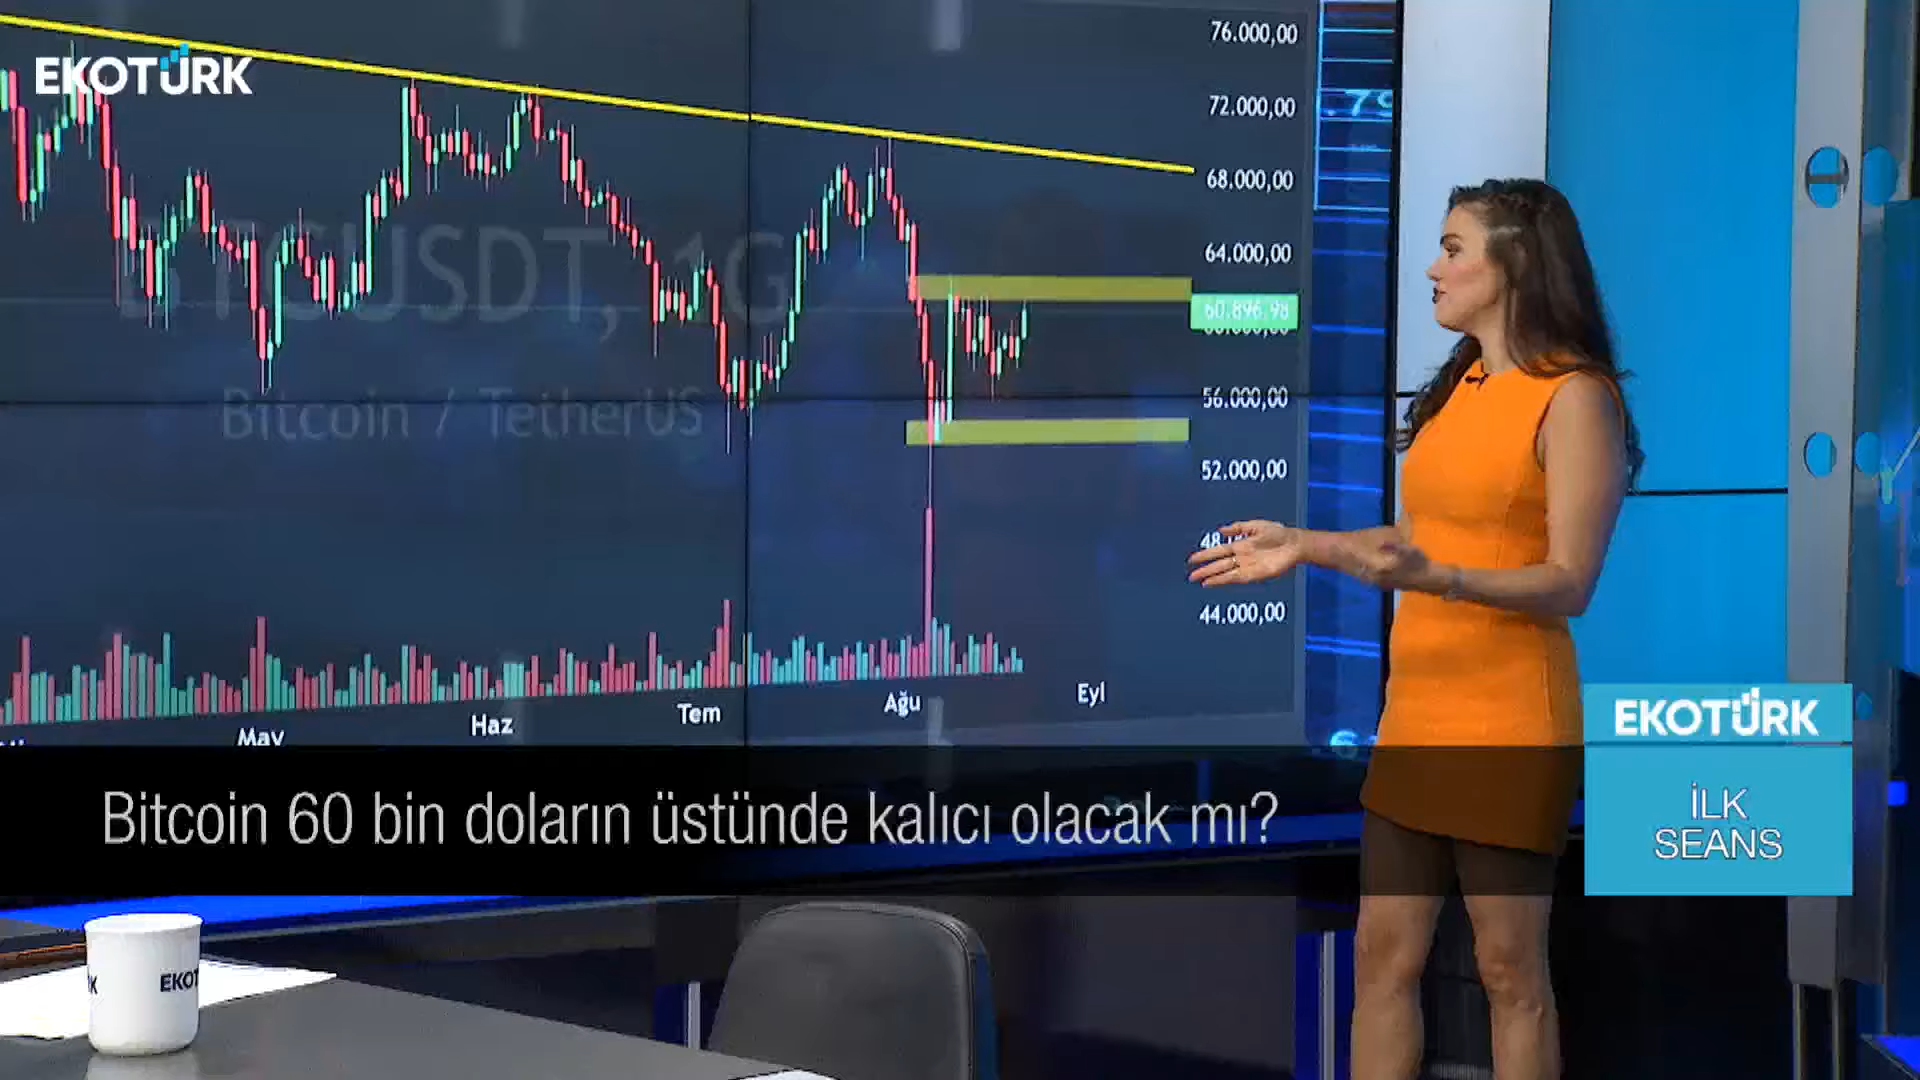 EKOTÜRK
76.000,00
72.000,00
68.000,00
64.000,00
60.896,98
56.000,00
52.000,00
44.000,00
BTCUSDT, 1G
Bitcoin / TetherUS
May
Haz
Tem
Ağu
Eyl
Bitcoin 60 bin doların üstünde kalıcı olacak mı?
EKOTÜRK
İLK
SEANS